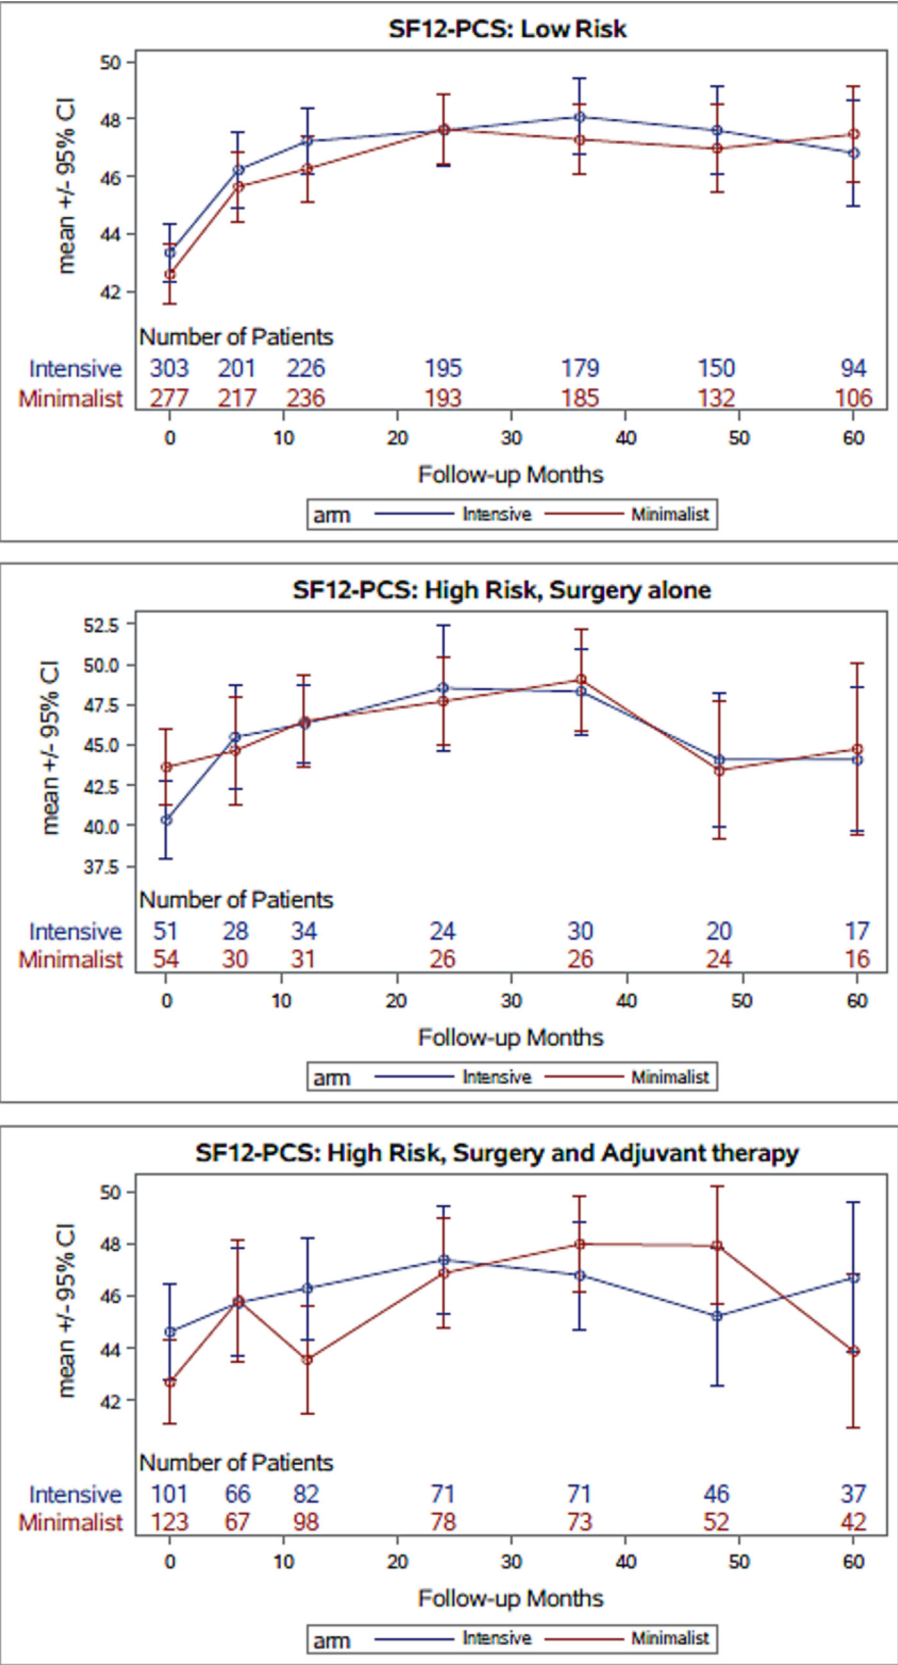 SF12-PCS: Low Risk
mean +/- 95% CI
50
48
46
44
42
Number of Patients
Intensive 303 201 226 195 179 150 94
Minimalist 277 217 236 193 185 132 106
0 10 20 30 40 50 60
Follow-up Months
arm Intensive Minimalist
SF12-PCS: High Risk, Surgery alone
mean +/- 95% CI
52.5
50.0
47.5
45.0
42.5
40.0
37.5
Number of Patients
Intensive 51 28 34 24 30 20 17
Minimalist 54 30 31 26 26 24 16
0 10 20 30 40 50 60
Follow-up Months
arm Intensive Minimalist
SF12-PCS: High Risk, Surgery and Adjuvant therapy
mean +/- 95% CI
50
48
46
44
42
Number of Patients
Intensive 101 66 82 71 71 46 37
Minimalist 123 67 98 78 73 52 42
0 10 20 30 40 50 60
Follow-up Months
arm Intensive Minimalist